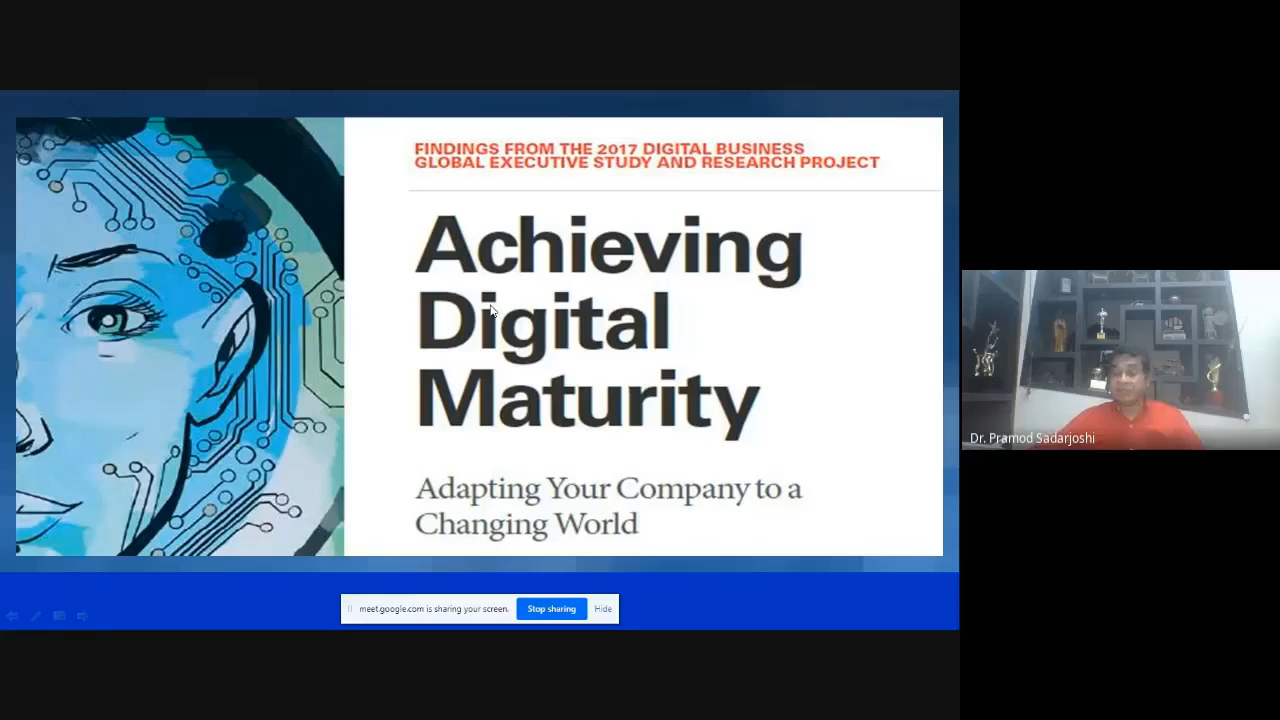 FINDINGS FROM THE 2017 DIGITAL BUSINESS
GLOBAL EXECUTIVE STUDY AND RESEARCH PROJECT
Achieving
Digital
Maturity
Adapting Your Company to a
Changing World
Dr. Pramod Sadarjoshi
meet.google.com is sharing your screen.
Stop sharing
Hide